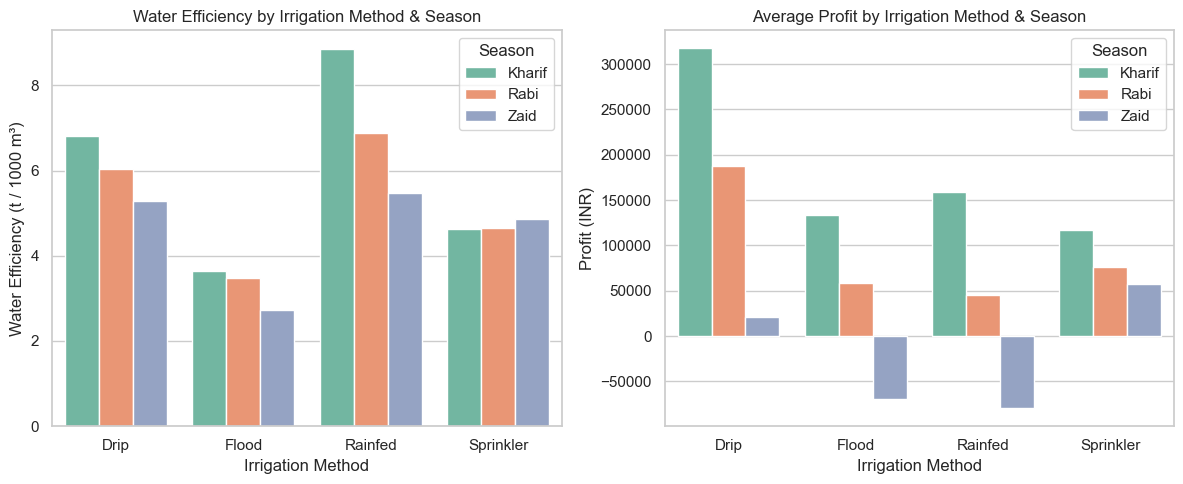 Water Efficiency by Irrigation Method & Season
Water Efficiency (t / 1000 m³)
8
6
4
2
0
Season
Kharif
Rabi
Zaid
Drip
Flood
Rainfed
Sprinkler
Irrigation Method
Average Profit by Irrigation Method & Season
Profit (INR)
300000
250000
200000
150000
100000
50000
0
−50000
Season
Kharif
Rabi
Zaid
Drip
Flood
Rainfed
Sprinkler
Irrigation Method